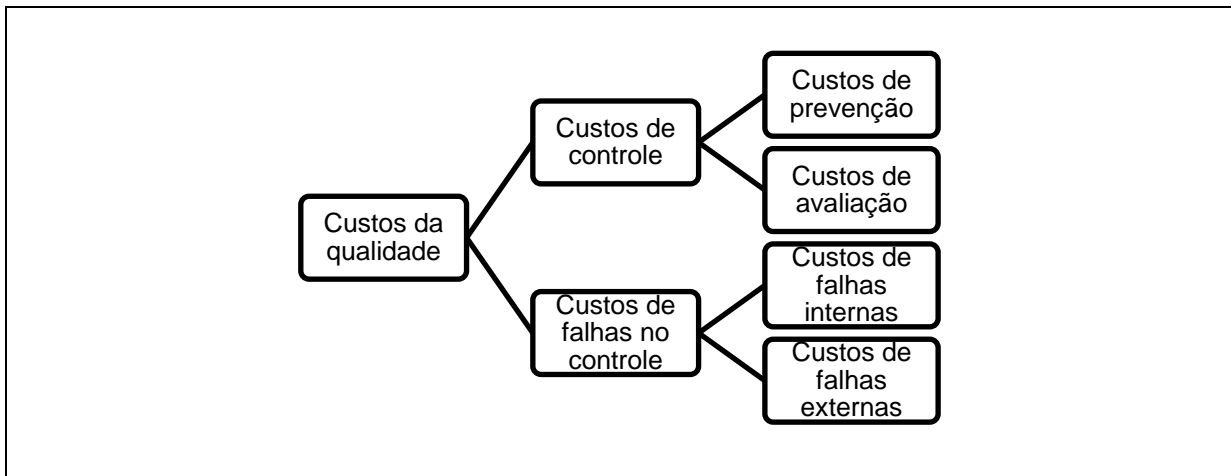 Custos da
qualidade
Custos de
controle
Custos de
prevenção
Custos de
avaliação
Custos de
falhas no
controle
Custos de
falhas
internas
Custos de
falhas
externas